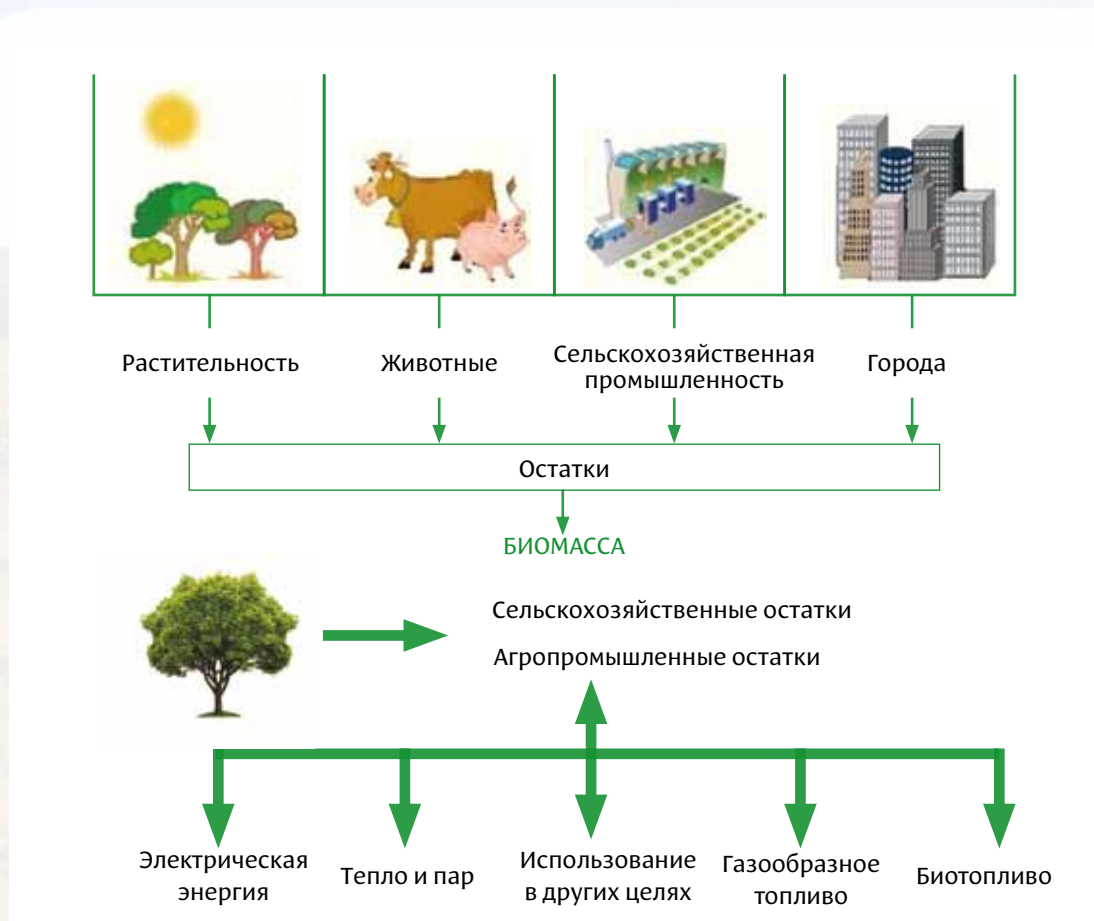 Растительность
Животные
Сельскохозяйственная
промышленность
Города
Остатки
БИОМАССА
Сельскохозяйственные остатки
Агропромышленные остатки
Электрическая
энергия
Тепло и пар
Использование
в других целях
Газообразное
топливо
Биотопливо